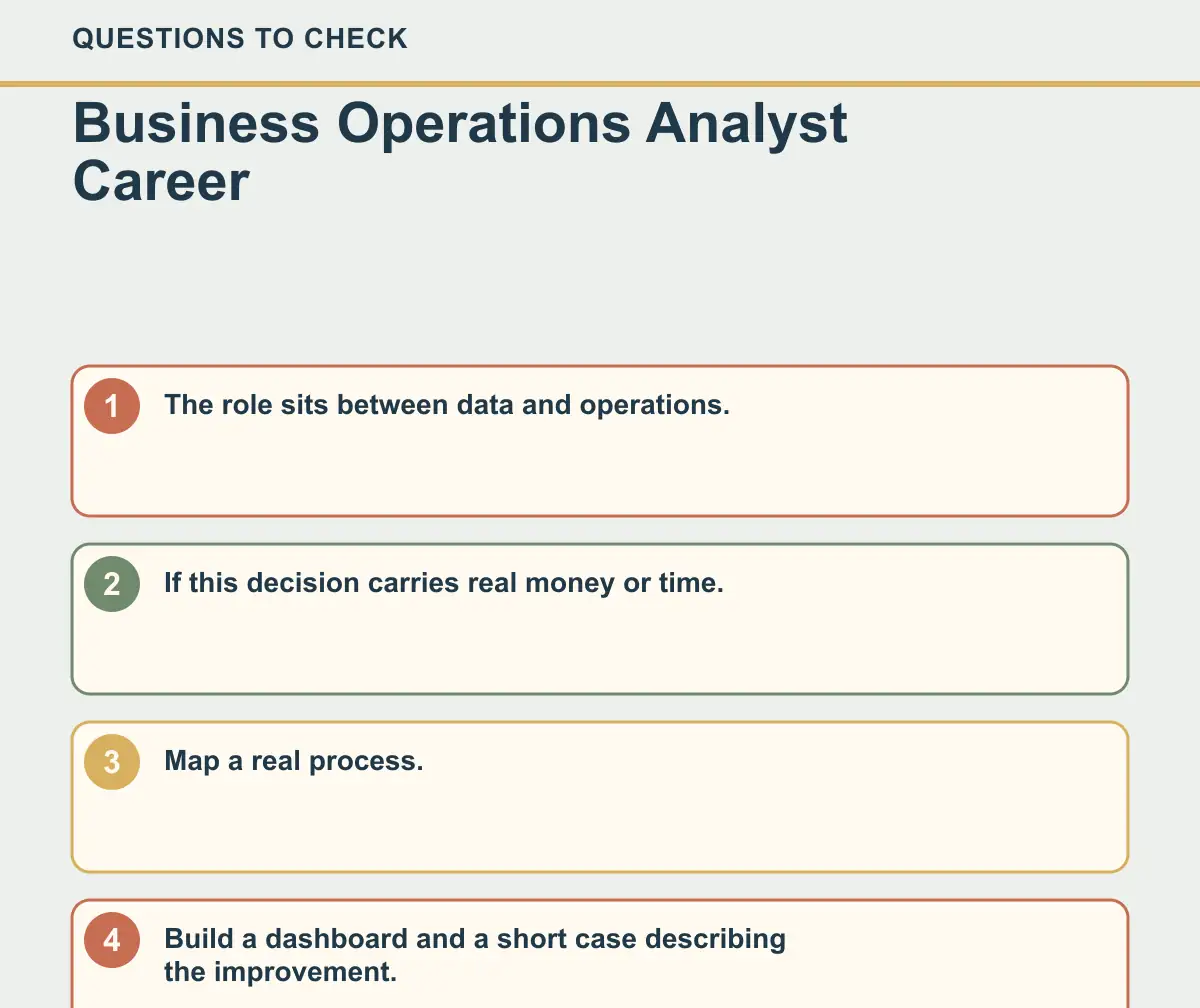 QUESTIONS TO CHECK
Business Operations Analyst
Career
1
The role sits between data and operations.
2
If this decision carries real money or time.
3
Map a real process.
4
Build a dashboard and a short case describing
the improvement.